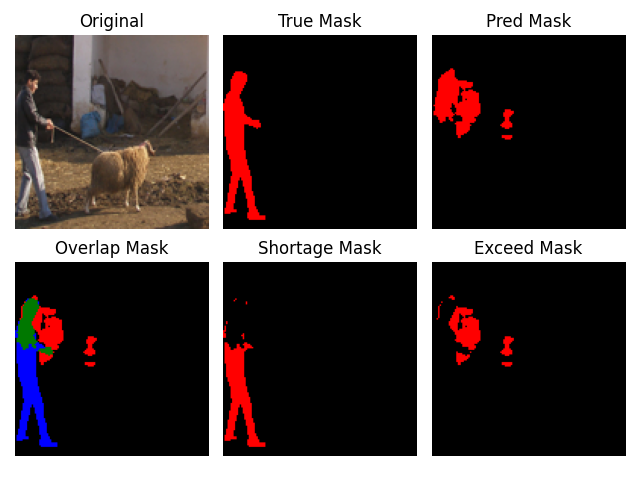 Original
True Mask
Pred Mask
Overlap Mask
Shortage Mask
Exceed Mask